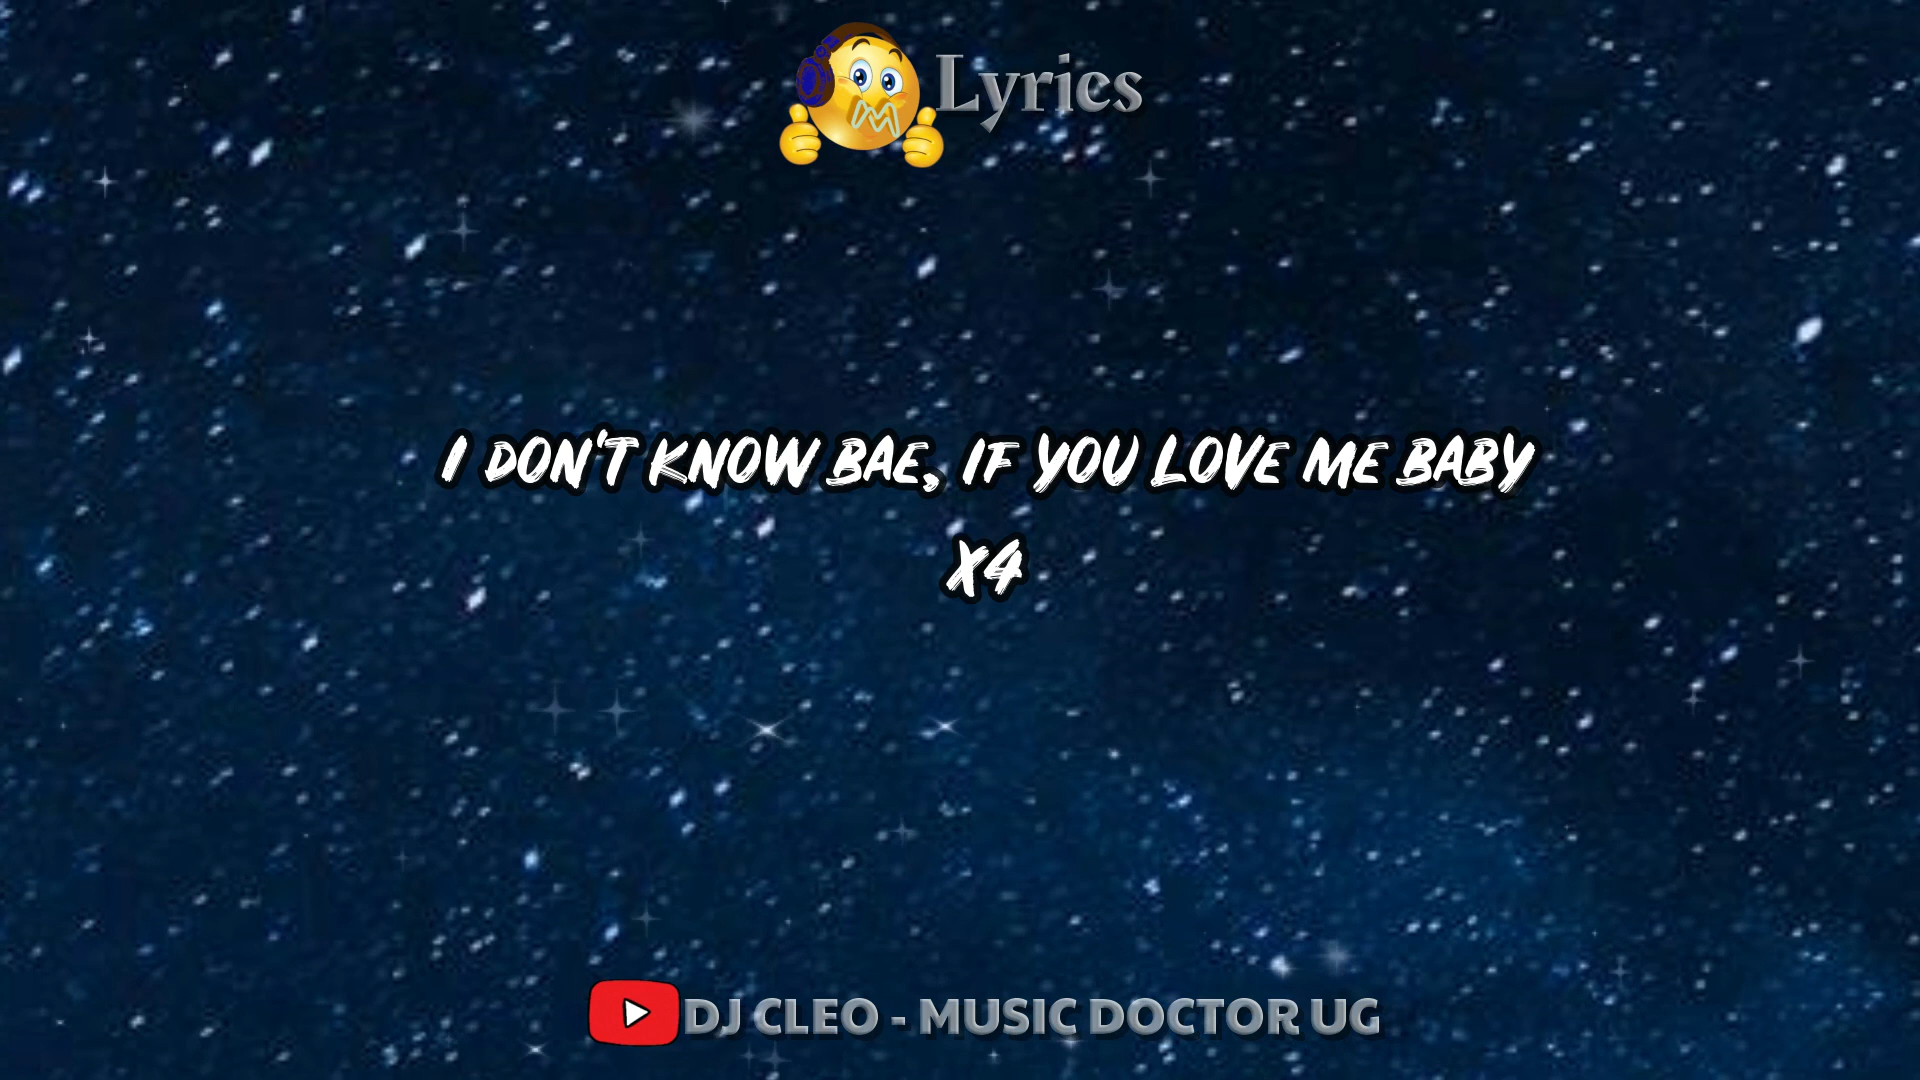 Lyrics
I DON'T KNOW BAE, IF YOU LOVE ME BABY
X4
DJ CLEO - MUSIC DOCTOR UG